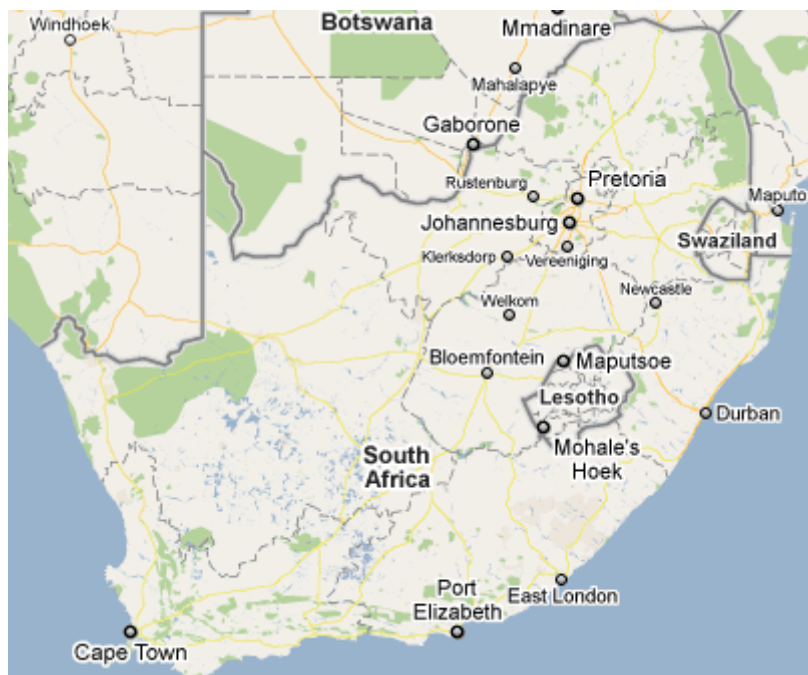 Botswana
Windhoek
Mmadinare
Mahalapye
Gaborone
Rustenburg
Pretoria
Maputo
Johannesburg
Swaziland
Klerksdorp
Vereeniging
Newcastle
Welkom
Bloemfontein
Maputsoe
Lesotho
Durban
Mohale's
Hoek
South
Africa
Port
Elizabeth
East London
Cape Town